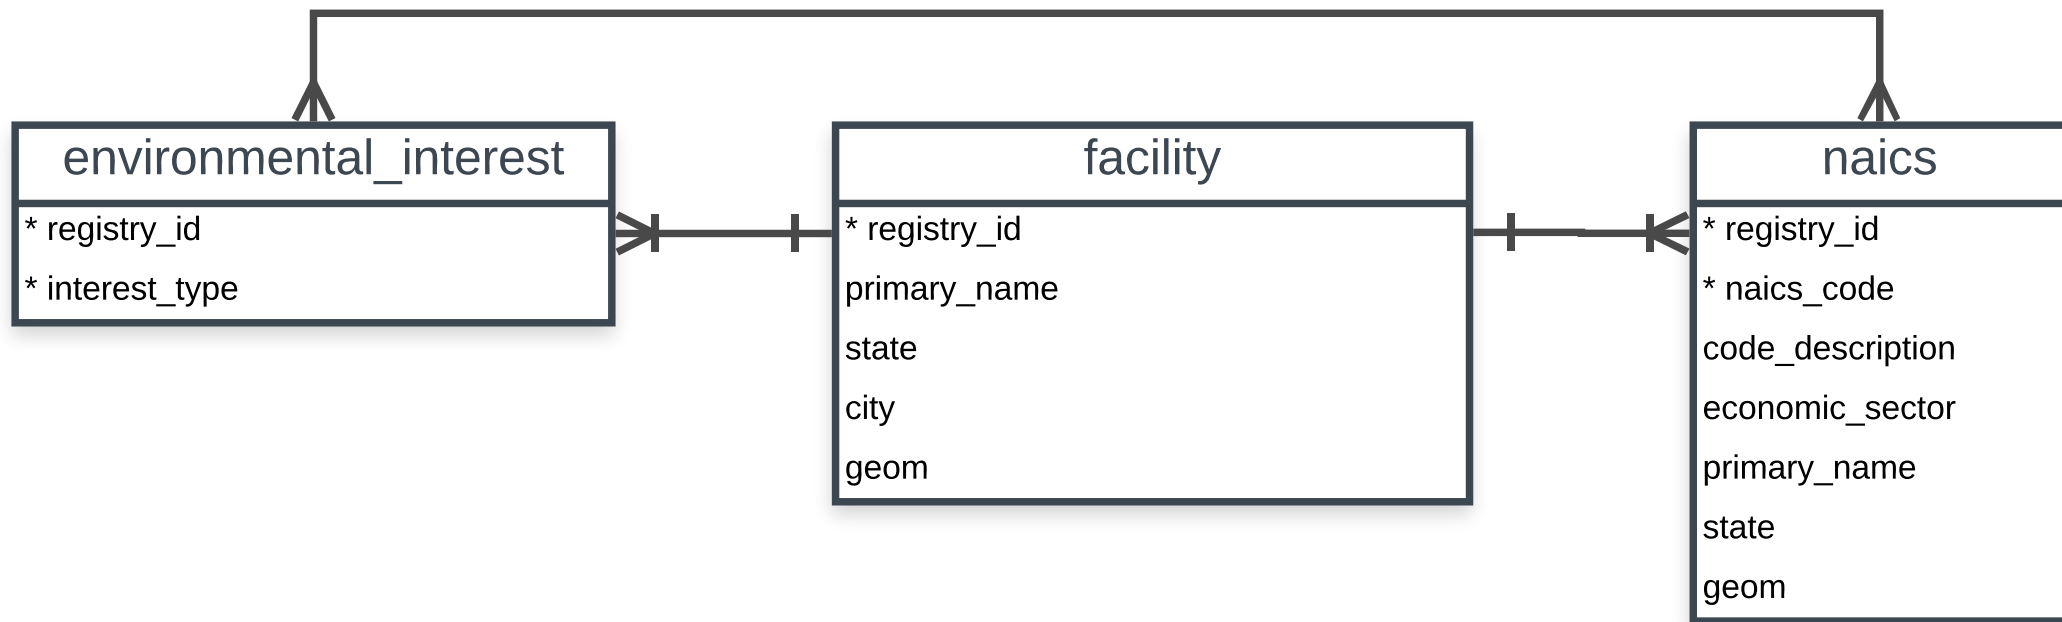 environmental_interest
* registry_id
* interest_type
facility
* registry_id
primary_name
state
city
geom
naics
* registry_id
* naics_code
code_description
economic_sector
primary_name
state
geom